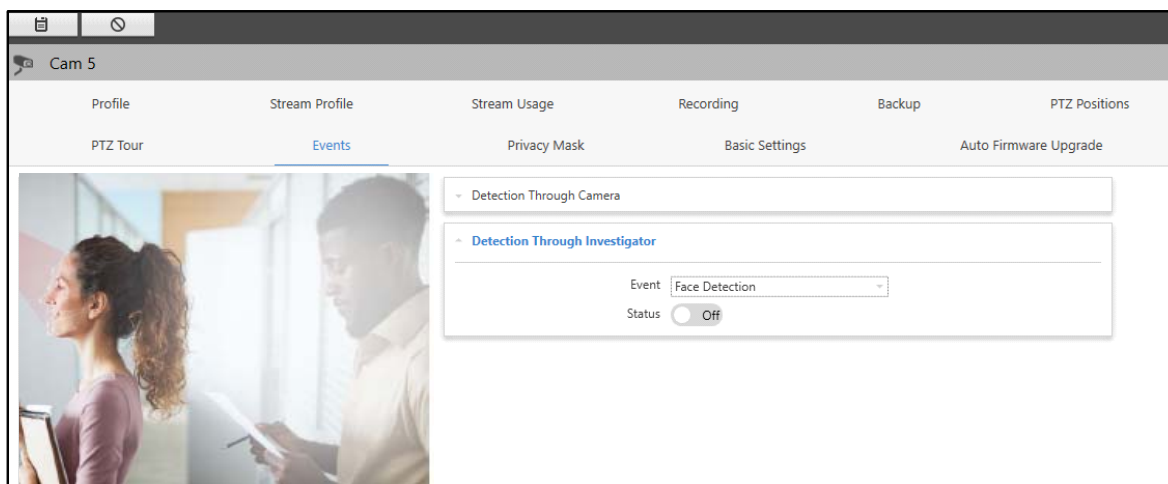 Cam 5
Profile Stream Profile Stream Usage Recording Backup PTZ Positions
PTZ Tour Events Privacy Mask Basic Settings Auto Firmware Upgrade
Detection Through Camera
Detection Through Investigator
Event Face Detection
Status Off